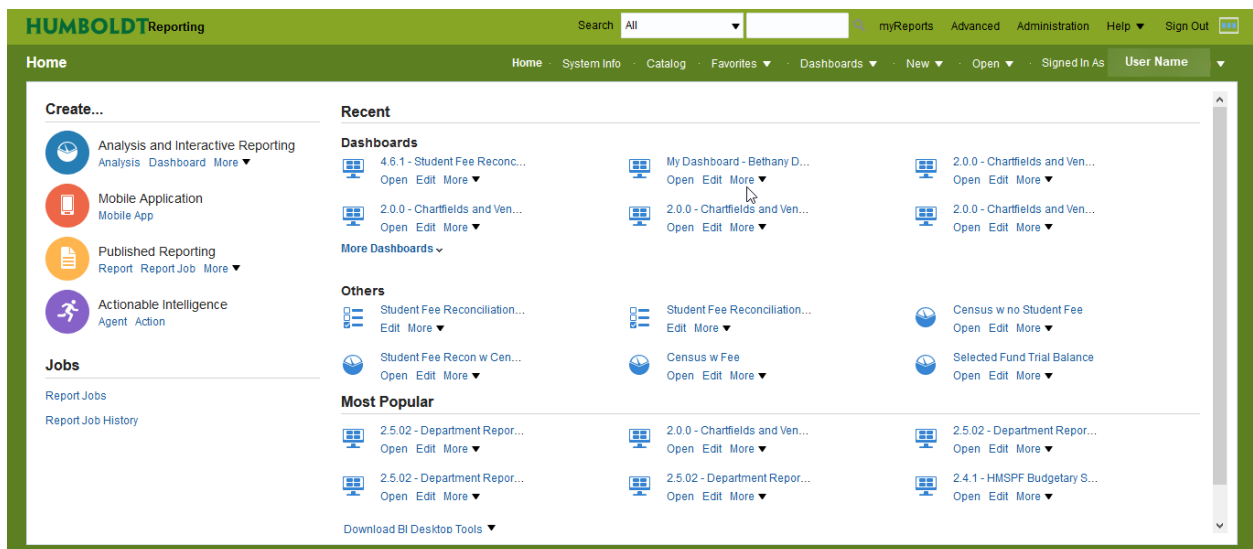 HUMBOLDT Reporting
Search All myReports Advanced Administration Help Sign Out
Home
Home System Info Catalog Favorites Dashboards New Open Signed In As User Name
Create...
Analysis and Interactive Reporting
Analysis Dashboard More
Mobile Application
Mobile App
Published Reporting
Report Report Job More
Actionable Intelligence
Agent Action
Jobs
Report Jobs
Report Job History
Recent
Dashboards
4.6.1 - Student Fee Reconc... My Dashboard - Bethany D... 2.0.0 - Chartfields and Ven...
Open Edit More Open Edit More Open Edit More
2.0.0 - Chartfields and Ven... 2.0.0 - Chartfields and Ven... 2.0.0 - Chartfields and Ven...
Open Edit More Open Edit More Open Edit More
More Dashboards
Others
Student Fee Reconciliation... Student Fee Reconciliation... Census w no Student Fee
Edit More Edit More Open Edit More
Student Fee Recon w Cen... Census w Fee Selected Fund Trial Balance
Open Edit More Open Edit More Open Edit More
Most Popular
2.5.02 - Department Repor... 2.0.0 - Chartfields and Ven... 2.5.02 - Department Repor...
Open Edit More Open Edit More Open Edit More
2.5.02 - Department Repor... 2.5.02 - Department Repor... 2.4.1 - HMSPF Budgetary S...
Open Edit More Open Edit More Open Edit More
Download BI Desktop Tools